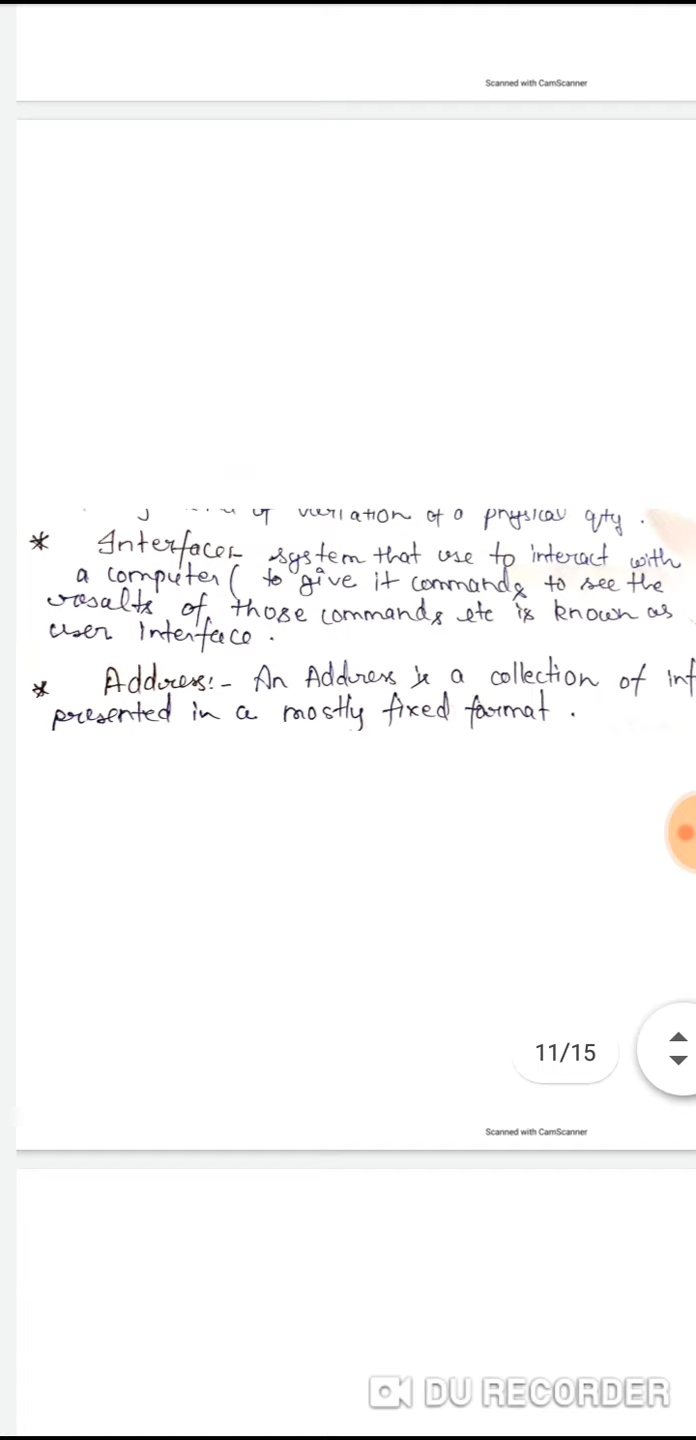 Scanned with CamScanner
of variation of a physical qty.
* Interface:- system that use to interact with
a computer ( to give it commands to see the
results of those commands etc is known as
user Interface.
* Address:- An Address is a collection of inf
presented in a mostly fixed format.
11/15
Scanned with CamScanner
DU RECORDER